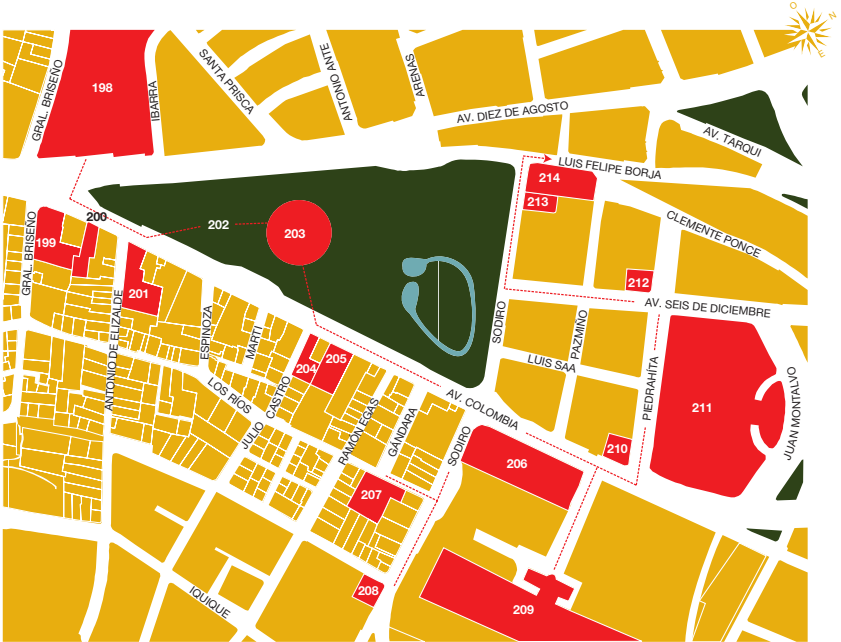 O
N
E
198
GRAL. BRISEÑO
IBARRA
SANTA PRISCA
ANTONIO ANTE
ARENAS
AV. DIEZ DE AGOSTO
AV. TARQUI
LUIS FELIPE BORJA
214
213
CLEMENTE PONCE
GRAL. BRISEÑO
199
200
202
203
201
212
AV. SEIS DE DICIEMBRE
ANTONIO DE ELIZALDE
ESPINOZA
MARTI
SODIRO
PAZMIÑO
LUIS SAA
PIEDRAHÍTA
211
JUAN MONTALVO
204
205
LOS RÍOS
JULIO CASTRO
RAMÓN EGAS
GÁNDARA
AV. COLOMBIA
SODIRO
206
210
207
208
209
IQUIQUE